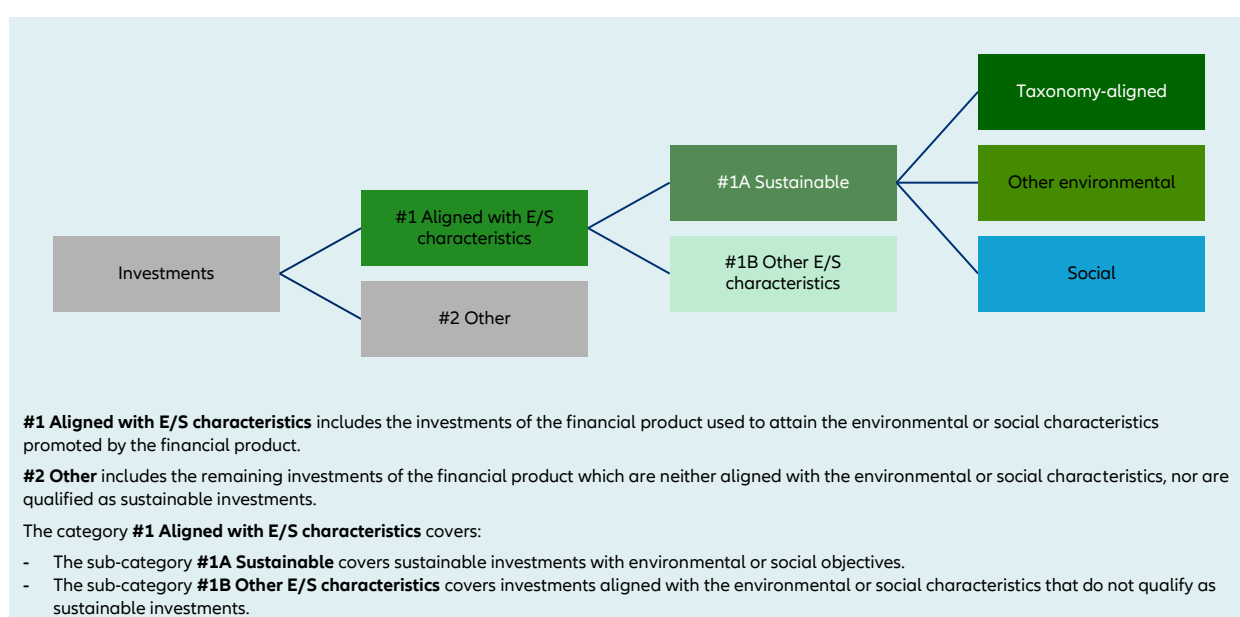 Taxonomy-aligned
#1A Sustainable
Other environmental
#1 Aligned with E/S
characteristics
Investments
#1B Other E/S
characteristics
Social
#2 Other
#1 Aligned with E/S characteristics includes the investments of the financial product used to attain the environmental or social characteristics
promoted by the financial product.
#2 Other includes the remaining investments of the financial product which are neither aligned with the environmental or social characteristics, nor are
qualified as sustainable investments.
The category #1 Aligned with E/S characteristics covers:
- The sub-category #1A Sustainable covers sustainable investments with environmental or social objectives.
- The sub-category #1B Other E/S characteristics covers investments aligned with the environmental or social characteristics that do not qualify as
sustainable investments.